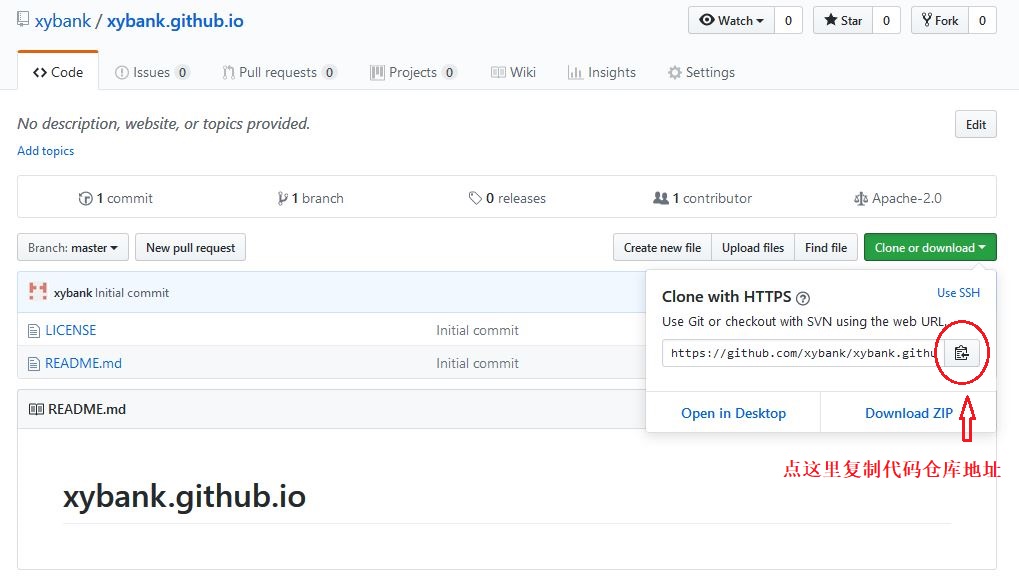 xybank / xybank.github.io
Watch 0 Star 0 Fork 0
Code Issues 0 Pull requests 0 Projects 0 Wiki Insights Settings
No description, website, or topics provided. Edit
Add topics
1 commit 1 branch 0 releases 1 contributor Apache-2.0
Branch: master New pull request Create new file Upload files Find file Clone or download
xybank Initial commit
LICENSE Initial commit
README.md Initial commit
Clone with HTTPS ? Use SSH
Use Git or checkout with SVN using the web URL.
https://github.com/xybank/xybank.githu
Open in Desktop Download ZIP
点这里复制代码仓库地址
README.md
xybank.github.io